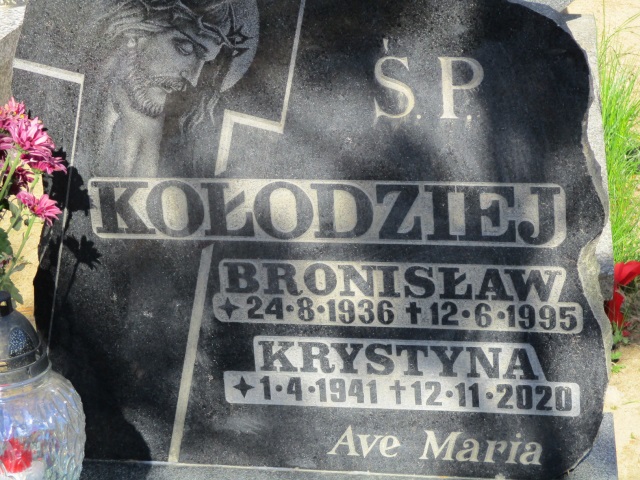 Ś.P.
KOŁODZIEJ
BRONISŁAW
✦ 24·8·1936 ✝ 12·6·1995
KRYSTYNA
✦ 1·4·1941 ✝ 12·11·2020
Ave Maria